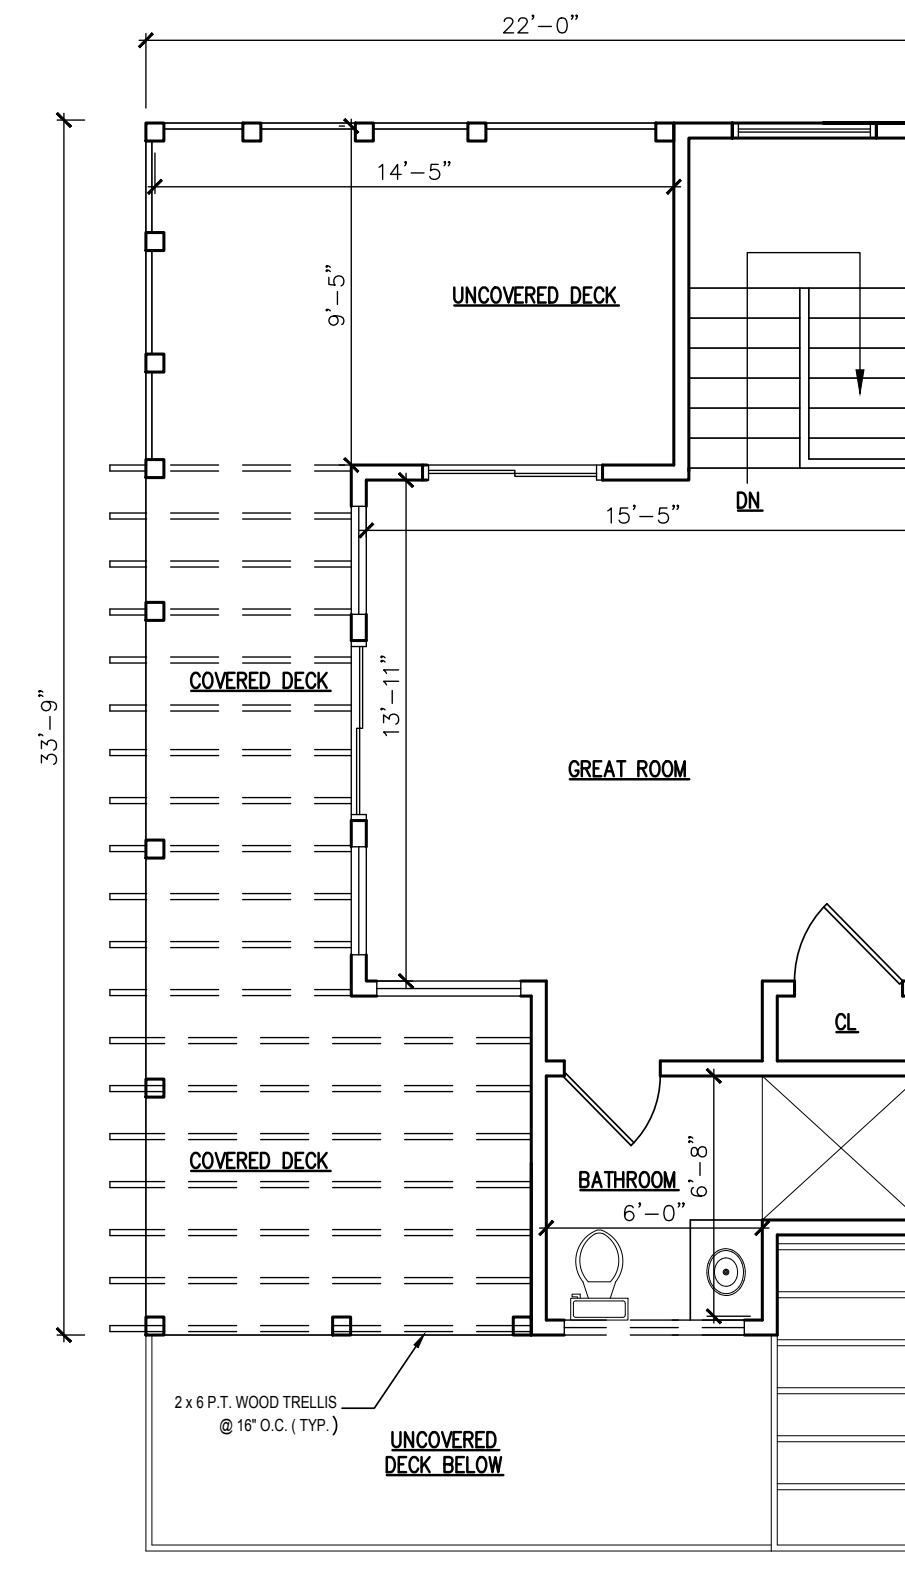 22'-0"
14'-5"
9'-5"
UNCOVERED DECK
DN
15'-5"
COVERED DECK
13'-11"
33'-9"
GREAT ROOM
CL
COVERED DECK
BATHROOM
6'-8"
6'-0"
2 x 6 P.T. WOOD TRELLIS
@ 16" O.C. ( TYP. )
UNCOVERED
DECK BELOW